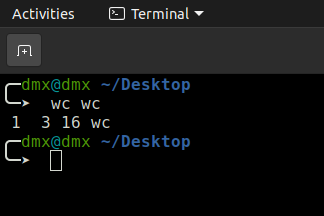 Activities Terminal
dmx@dmx ~/Desktop
wc wc
1 3 16 wc
dmx@dmx ~/Desktop